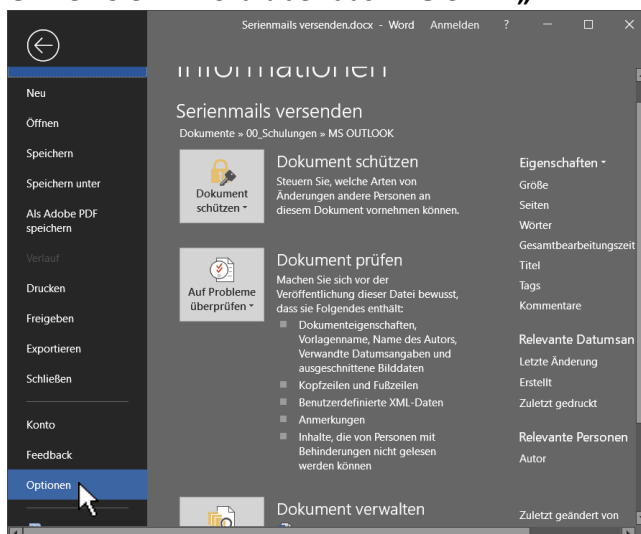 Serienmails versenden.docx - Word Anmelden ?
Informationen
Neu
Öffnen
Speichern
Speichern unter
Als Adobe PDF
speichern
Verlauf
Drucken
Freigeben
Exportieren
Schließen
Konto
Feedback
Optionen
Serienmails versenden
Dokumente » 00_Schulungen » MS OUTLOOK
Dokument
schützen
Dokument schützen
Steuern Sie, welche Arten von
Änderungen andere Personen an
diesem Dokument vornehmen können.
Auf Probleme
überprüfen
Dokument prüfen
Machen Sie sich vor der
Veröffentlichung dieser Datei bewusst,
dass sie Folgendes enthält:
Dokumenteigenschaften,
Vorlagenname, Name des Autors,
Verwandte Datumsangaben und
ausgeschnittene Bilddaten
Kopfzeilen und Fußzeilen
Benutzerdefinierte XML-Daten
Anmerkungen
Inhalte, die von Personen mit
Behinderungen nicht gelesen
werden können
Dokument verwalten
Eigenschaften
Größe
Seiten
Wörter
Gesamtbearbeitungszeit
Titel
Tags
Kommentare
Relevante Datumsan
Letzte Änderung
Erstellt
Zuletzt gedruckt
Relevante Personen
Autor
Zuletzt geändert von